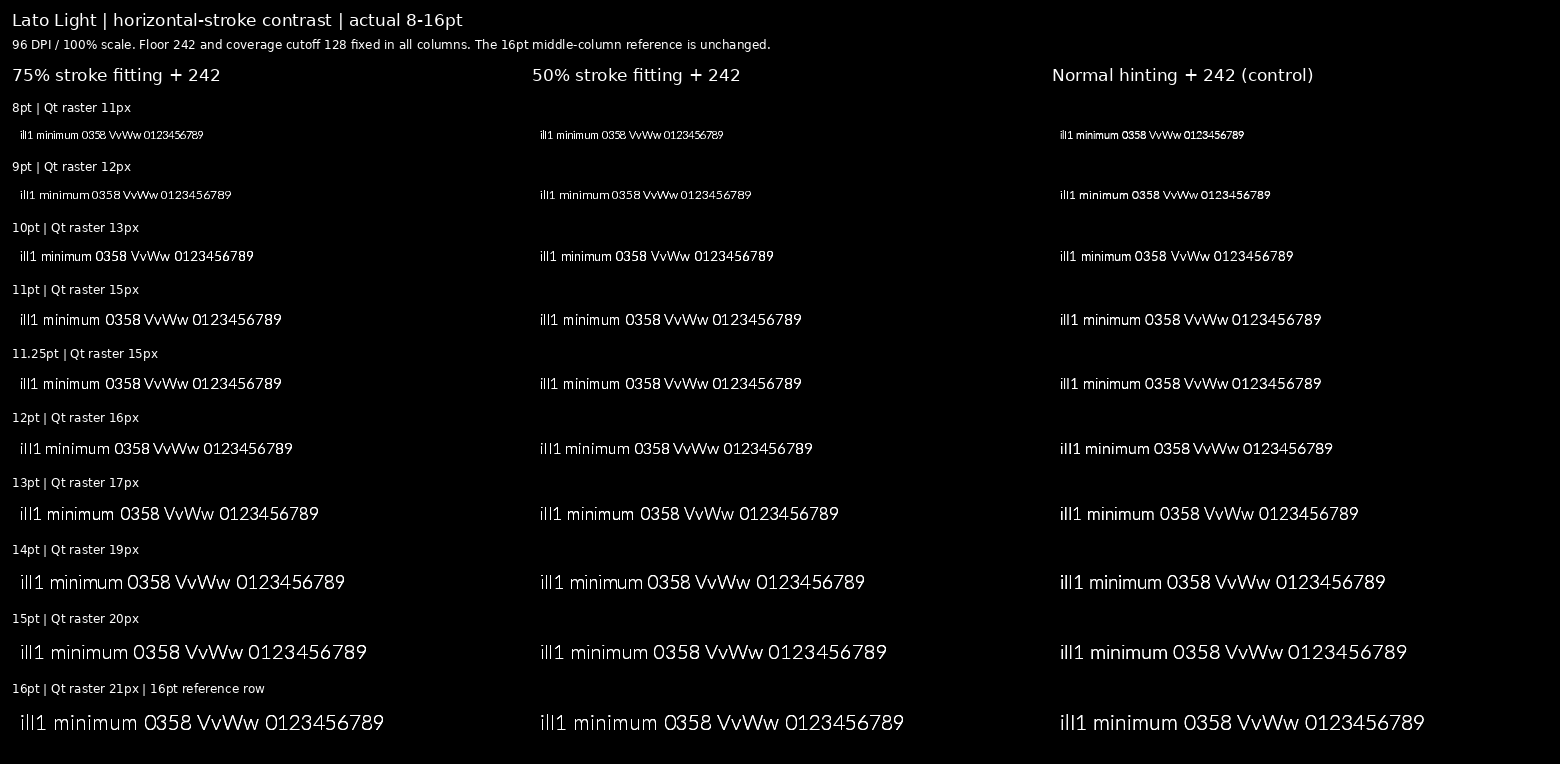 Lato Light | horizontal-stroke contrast | actual 8-16pt
96 DPI / 100% scale. Floor 242 and coverage cutoff 128 fixed in all columns. The 16pt middle-column reference is unchanged.
75% stroke fitting + 242 50% stroke fitting + 242 Normal hinting + 242 (control)
8pt | Qt raster 11px
ill1 minimum 0358 VvWw 0123456789 ill1 minimum 0358 VvWw 0123456789 ill1 minimum 0358 VvWw 0123456789
9pt | Qt raster 12px
ill1 minimum 0358 VvWw 0123456789 ill1 minimum 0358 VvWw 0123456789 ill1 minimum 0358 VvWw 0123456789
10pt | Qt raster 13px
ill1 minimum 0358 VvWw 0123456789 ill1 minimum 0358 VvWw 0123456789 ill1 minimum 0358 VvWw 0123456789
11pt | Qt raster 15px
ill1 minimum 0358 VvWw 0123456789 ill1 minimum 0358 VvWw 0123456789 ill1 minimum 0358 VvWw 0123456789
11.25pt | Qt raster 15px
ill1 minimum 0358 VvWw 0123456789 ill1 minimum 0358 VvWw 0123456789 ill1 minimum 0358 VvWw 0123456789
12pt | Qt raster 16px
ill1 minimum 0358 VvWw 0123456789 ill1 minimum 0358 VvWw 0123456789 ill1 minimum 0358 VvWw 0123456789
13pt | Qt raster 17px
ill1 minimum 0358 VvWw 0123456789 ill1 minimum 0358 VvWw 0123456789 ill1 minimum 0358 VvWw 0123456789
14pt | Qt raster 19px
ill1 minimum 0358 VvWw 0123456789 ill1 minimum 0358 VvWw 0123456789 ill1 minimum 0358 VvWw 0123456789
15pt | Qt raster 20px
ill1 minimum 0358 VvWw 0123456789 ill1 minimum 0358 VvWw 0123456789 ill1 minimum 0358 VvWw 0123456789
16pt | Qt raster 21px | 16pt reference row
ill1 minimum 0358 VvWw 0123456789 ill1 minimum 0358 VvWw 0123456789 ill1 minimum 0358 VvWw 0123456789